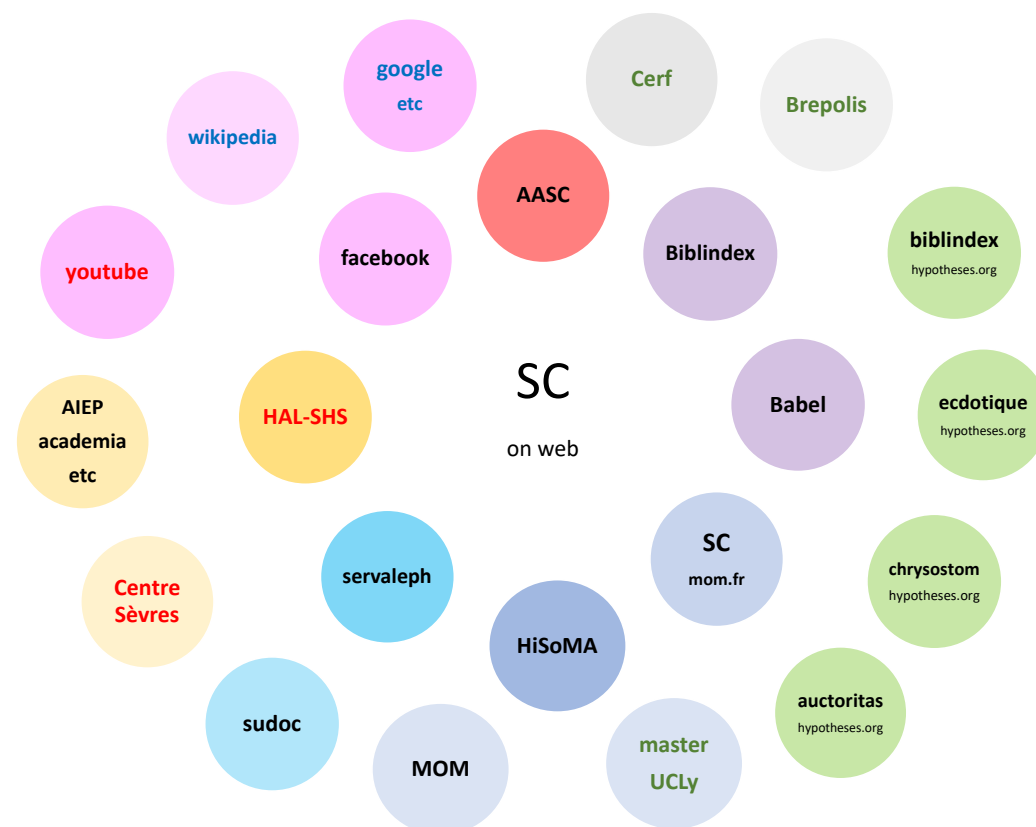 google
etc
Cerf
Brepolis
wikipedia
AASC
facebook
Biblindex
biblindex
hypotheses.org
youtube
SC
on web
HAL-SHS
Babel
ecdotique
hypotheses.org
AIEP
academia
etc
SC
mom.fr
servaleph
chrysostom
hypotheses.org
Centre
Sèvres
HiSoMA
auctoritas
hypotheses.org
sudoc
MOM
master
UCLy